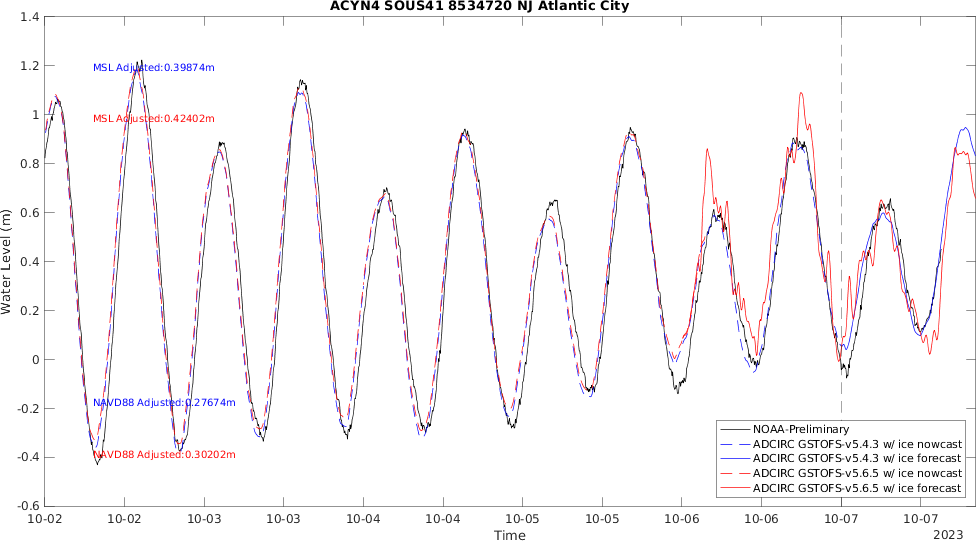 ACYN4 SOUS41 8534720 NJ Atlantic City
1.4
1.2
1
0.8
0.6
0.4
0.2
0
-0.2
-0.4
-0.6
Water Level (m)
MSL Adjusted:0.39874m
MSL Adjusted:0.42402m
NAVD88 Adjusted:0.27674m
NAVD88 Adjusted:0.30202m
NOAA-Preliminary
ADCIRC GSTOFS-v5.4.3 w/ ice nowcast
ADCIRC GSTOFS-v5.4.3 w/ ice forecast
ADCIRC GSTOFS-v5.6.5 w/ ice nowcast
ADCIRC GSTOFS-v5.6.5 w/ ice forecast
10-02 10-02 10-03 10-03 10-04 10-04 10-05 10-05 10-06 10-06 10-07 10-07
Time
2023